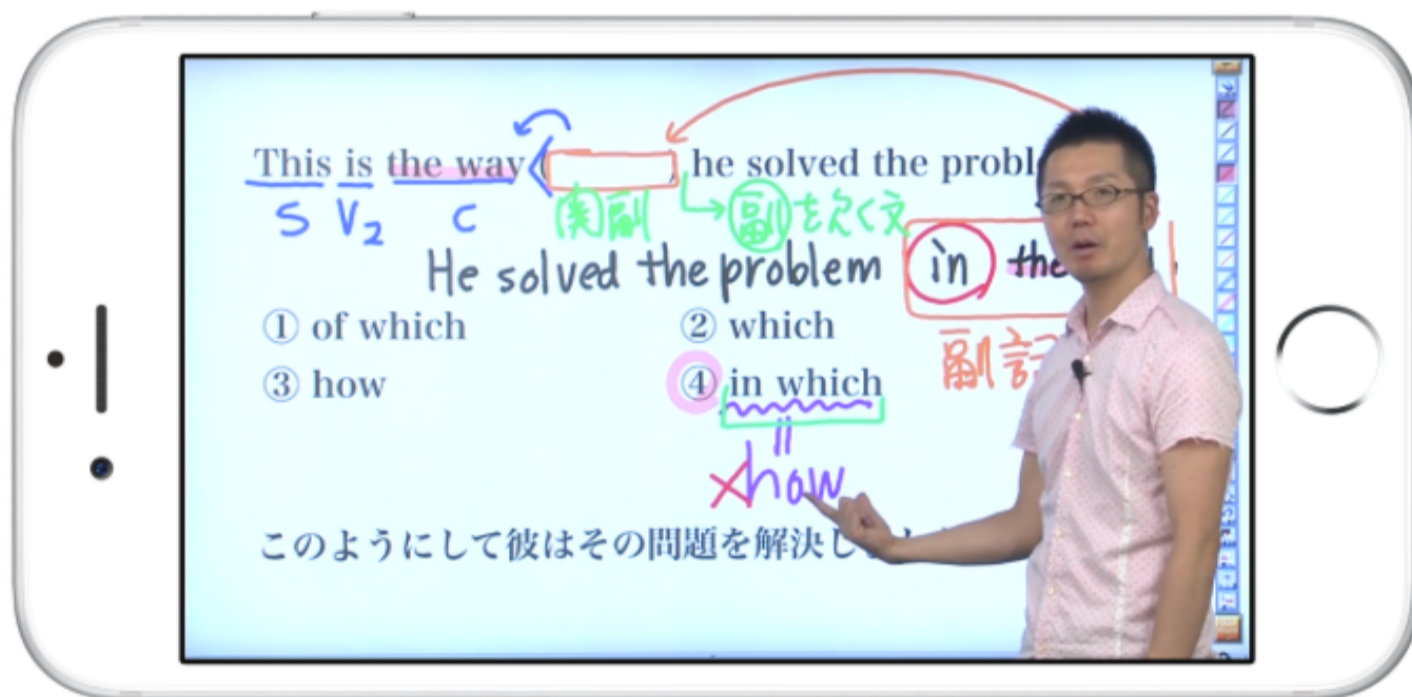 This is the way ( ) he solved the probl
S V2 C 関副 副を欠く文
He solved the problem in the
① of which ② which
③ how ④ in which
副
=
×how
このようにして彼はその問題を解決し